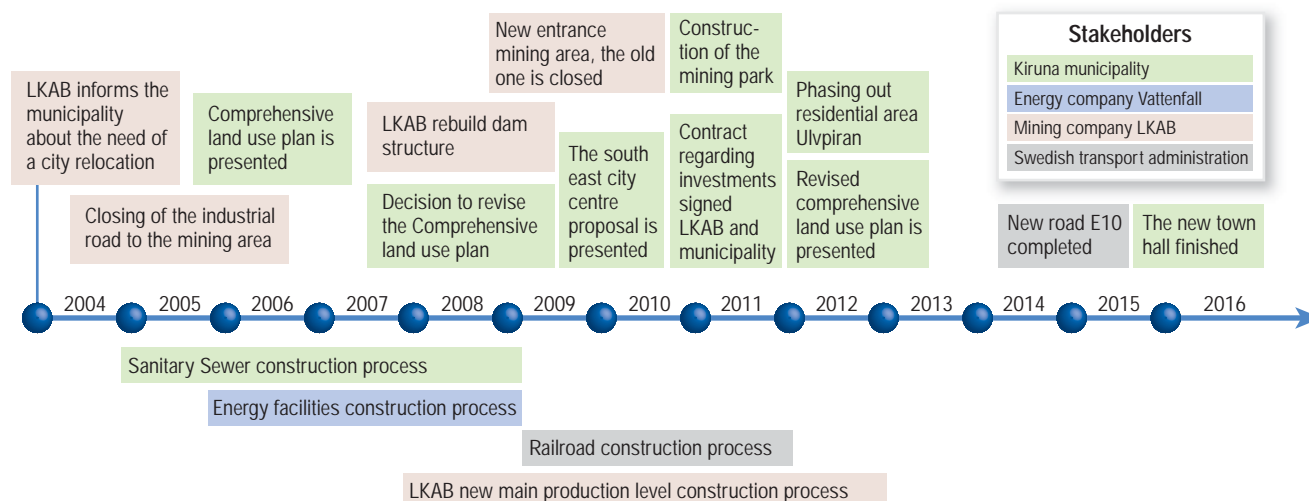 New entrance
mining area, the old
one is closed
Construc-
tion of the
mining park
Stakeholders
Kiruna municipality
Energy company Vattenfall
Mining company LKAB
Swedish transport administration
LKAB informs the
municipality
about the need of
a city relocation
Comprehensive
land use plan is
presented
LKAB rebuild dam
structure
Phasing out
residential area
Ulvpiran
Closing of the industrial
road to the mining area
Decision to revise
the Comprehensive
land use plan
The south
east city
centre
proposal is
presented
Contract
regarding
investments
signed
LKAB and
municipality
Revised
comprehensive
land use plan is
presented
New road E10
completed
The new town
hall finished
2004 2005 2006 2007 2008 2009 2010 2011 2012 2013 2014 2015 2016
Sanitary Sewer construction process
Energy facilities construction process
Railroad construction process
LKAB new main production level construction process